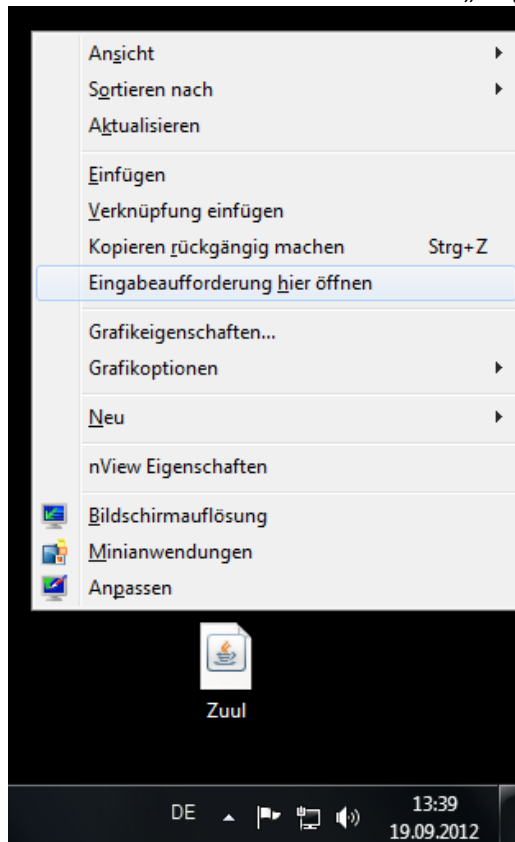 Ansicht
Sortieren nach
Aktualisieren
Einfügen
Verknüpfung einfügen
Kopieren rückgängig machen Strg+Z
Eingabeaufforderung hier öffnen
Grafikeigenschaften...
Grafikoptionen
Neu
nView Eigenschaften
Bildschirmauflösung
Minianwendungen
Anpassen
Zuul
DE
13:39
19.09.2012